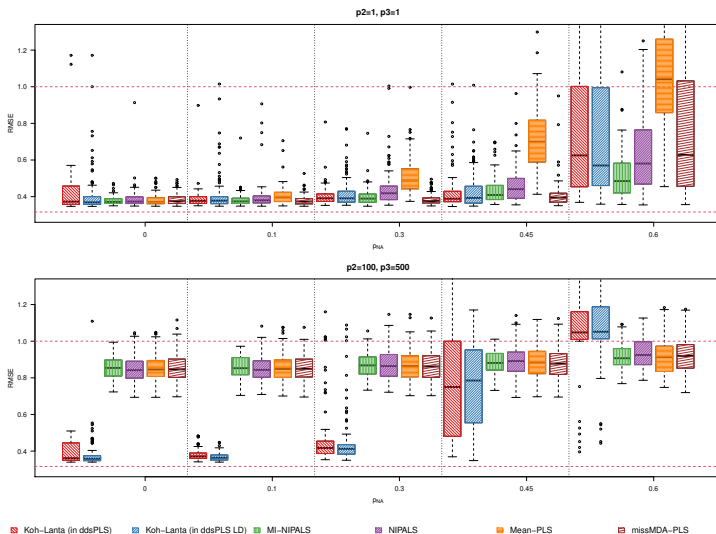 p2=1, p3=1
1.2
1.0
0.8
0.6
0.4
RMSE
0
0.1
0.3
0.45
0.6
pNA
p2=100, p3=500
1.2
1.0
0.8
0.6
0.4
RMSE
0
0.1
0.3
0.45
0.6
pNA
Koh−Lanta (in ddsPLS) Koh−Lanta (in ddsPLS LD) MI−NIPALS NIPALS Mean−PLS missMDA−PLS